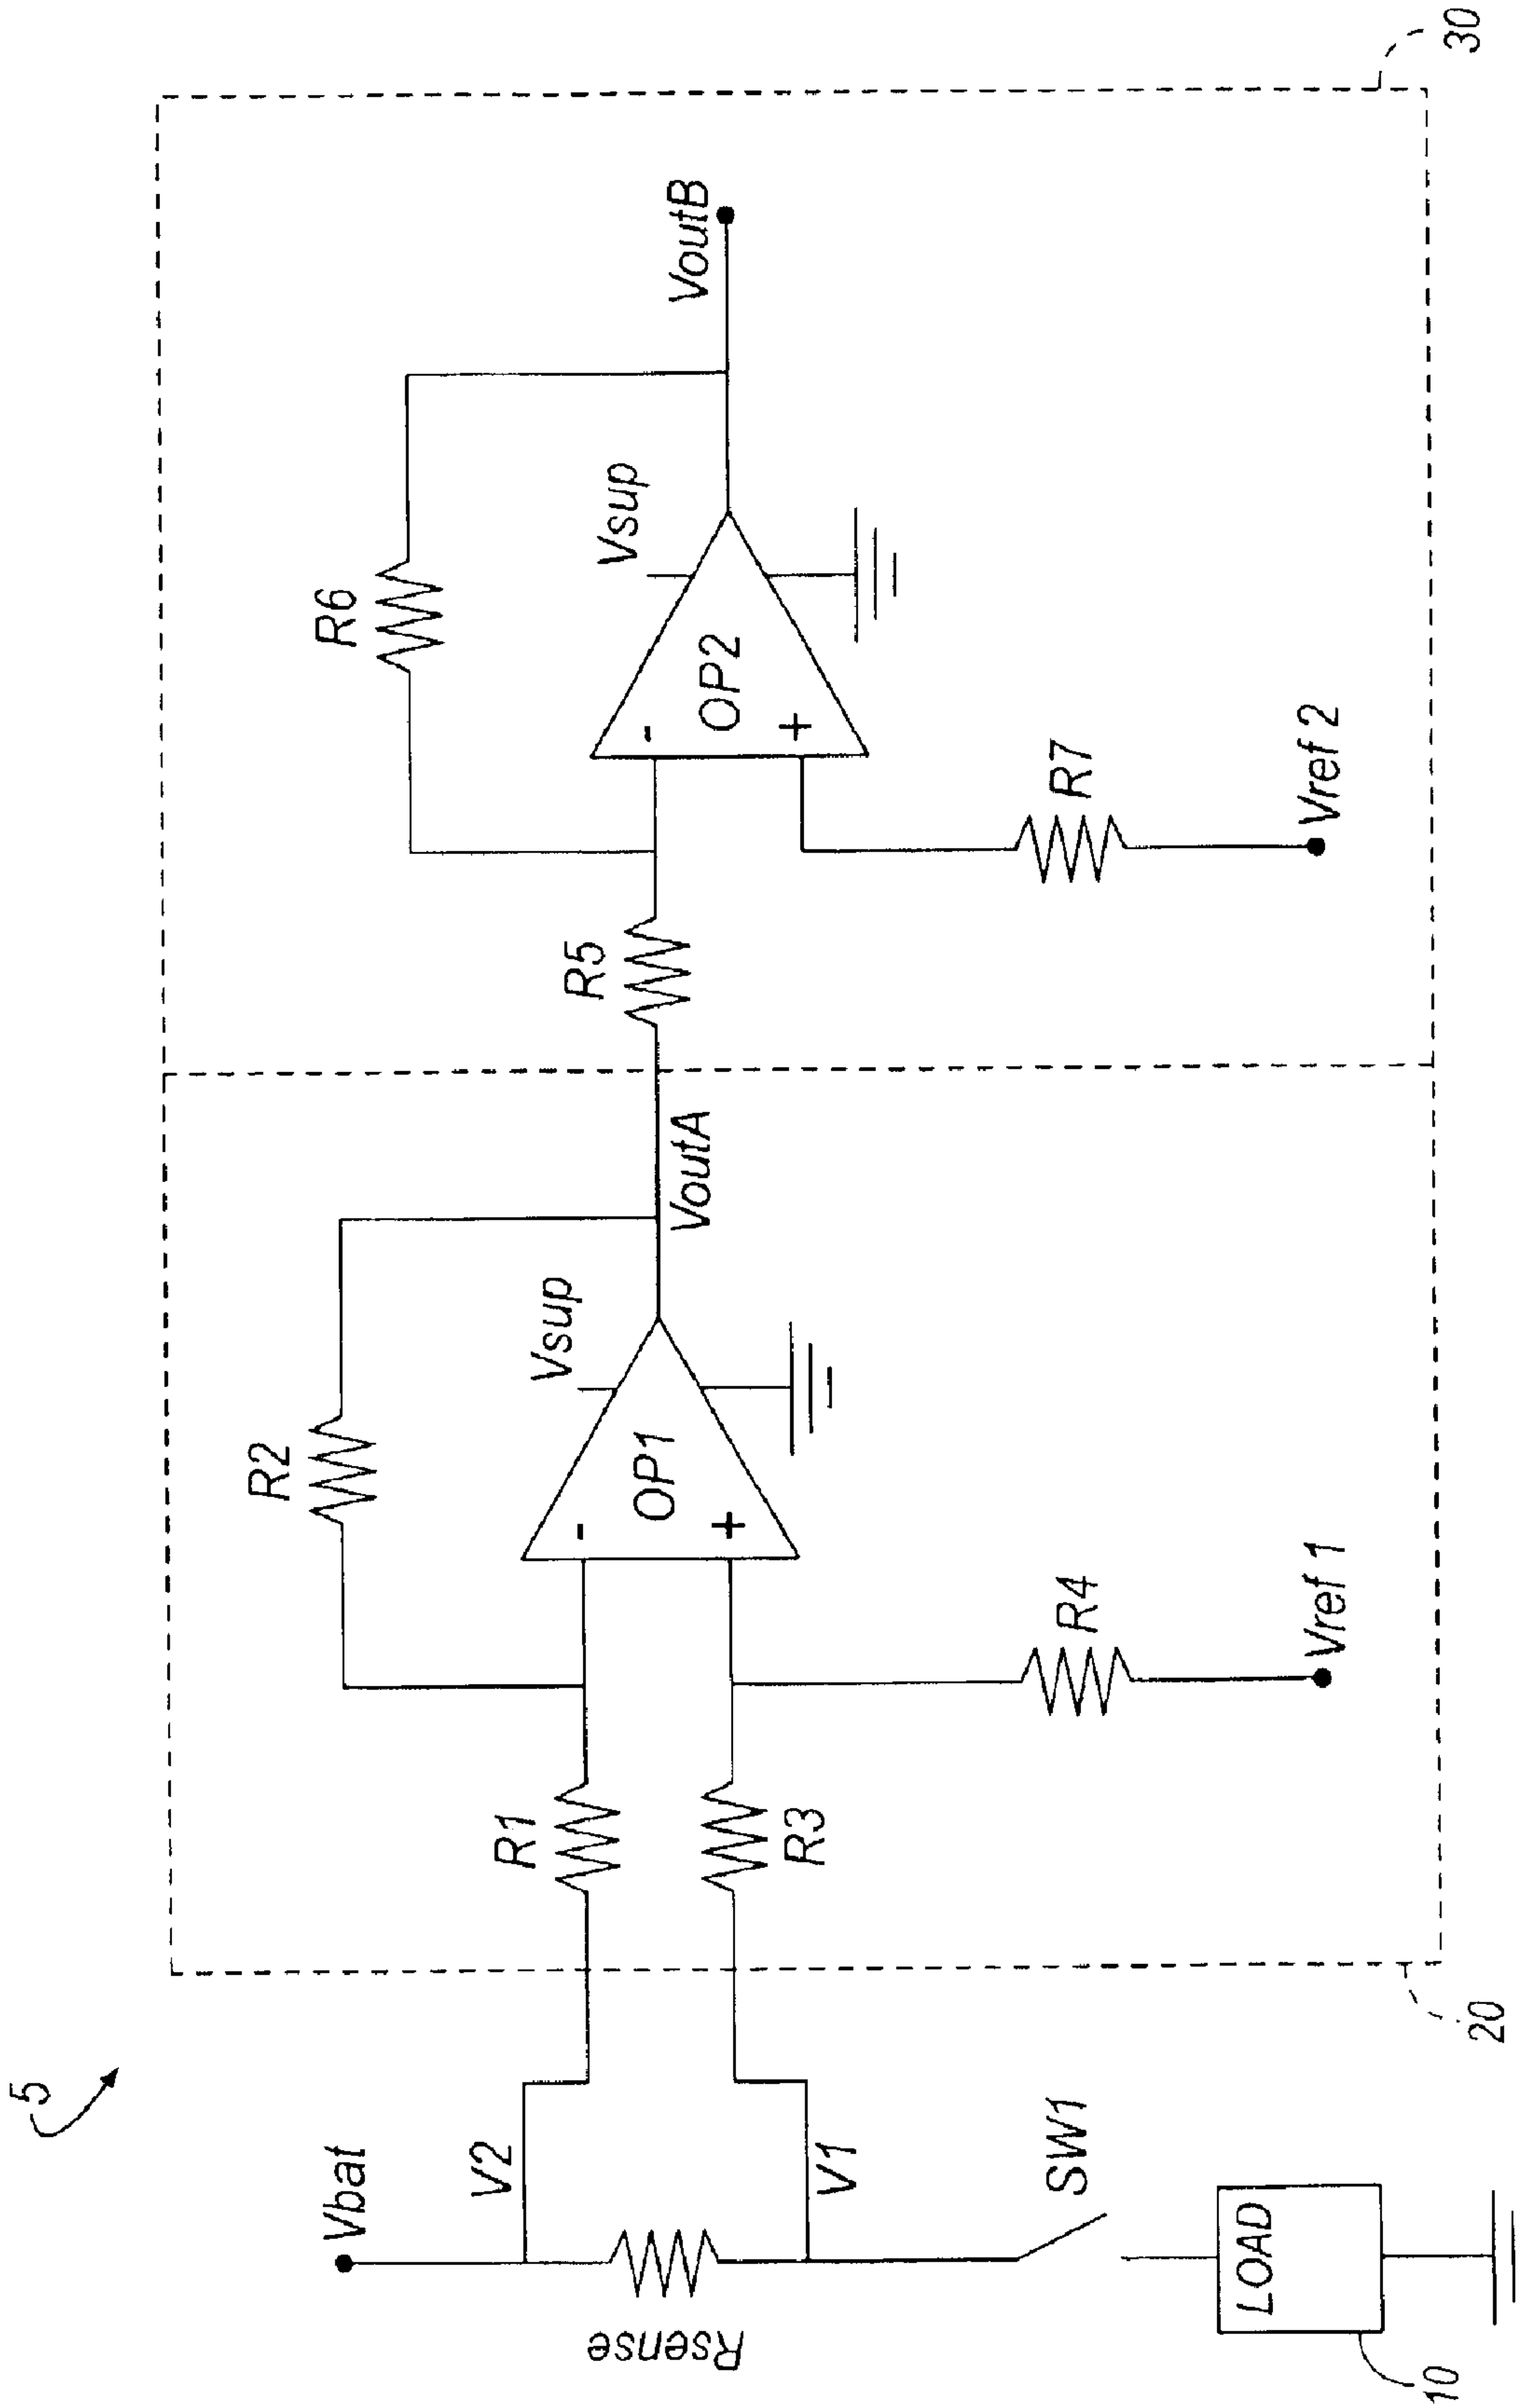 5
Vbat
V2
Rsense
V1
SW1
LOAD
10
20
R1
R3
R2
-
OP1
+
Vsup
R4
Vref 1
VoutA
R5
R6
-
OP2
+
Vsup
R7
Vref 2
VoutB
30